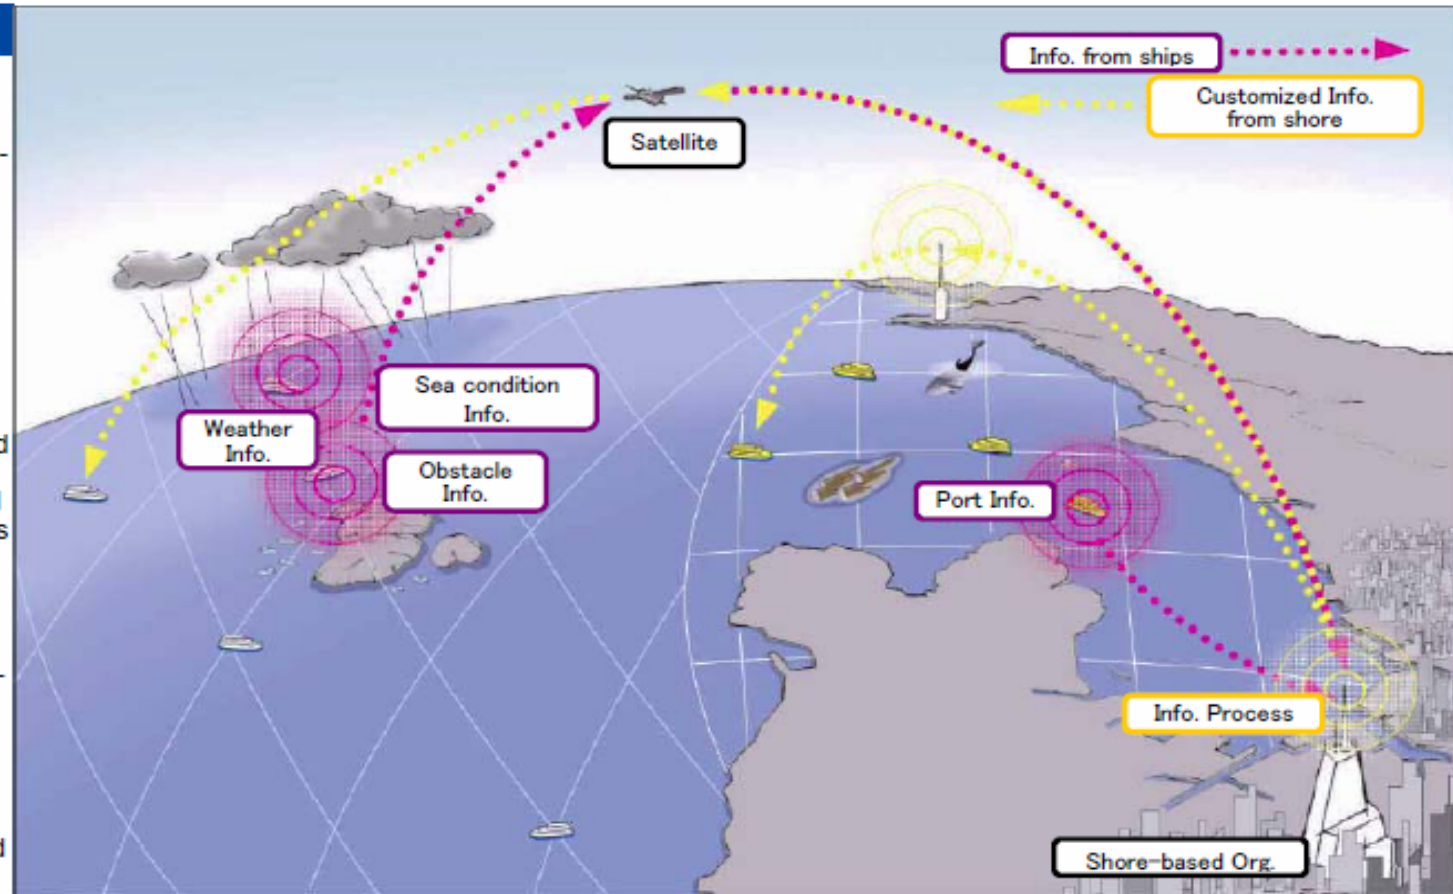 Info. from ships
Customized Info.
from shore
Satellite
Sea condition
Info.
Weather
Info.
Obstacle
Info.
Port Info.
Info. Process
Shore-based Org.